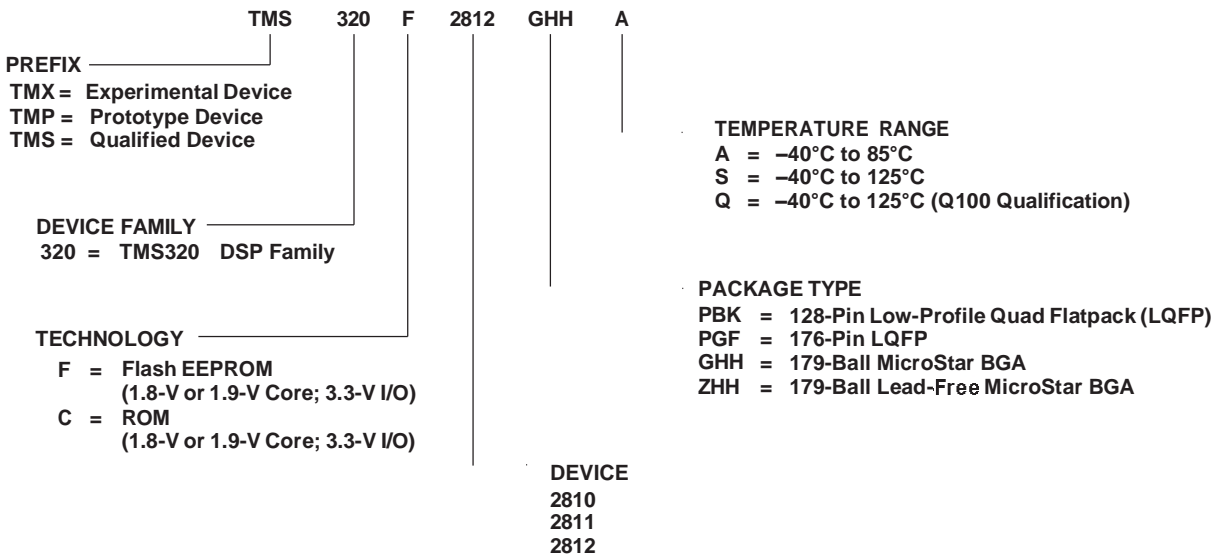 TMS 320 F 2812 GHH A
PREFIX
TMX = Experimental Device
TMP = Prototype Device
TMS = Qualified Device
TEMPERATURE RANGE
A = –40°C to 85°C
S = –40°C to 125°C
Q = –40°C to 125°C (Q100 Qualification)
DEVICE FAMILY
320 = TMS320 DSP Family
PACKAGE TYPE
PBK = 128-Pin Low-Profile Quad Flatpack (LQFP)
PGF = 176-Pin LQFP
GHH = 179-Ball MicroStar BGA
ZHH = 179-Ball Lead-Free MicroStar BGA
TECHNOLOGY
F = Flash EEPROM
(1.8-V or 1.9-V Core; 3.3-V I/O)
C = ROM
(1.8-V or 1.9-V Core; 3.3-V I/O)
DEVICE
2810
2811
2812